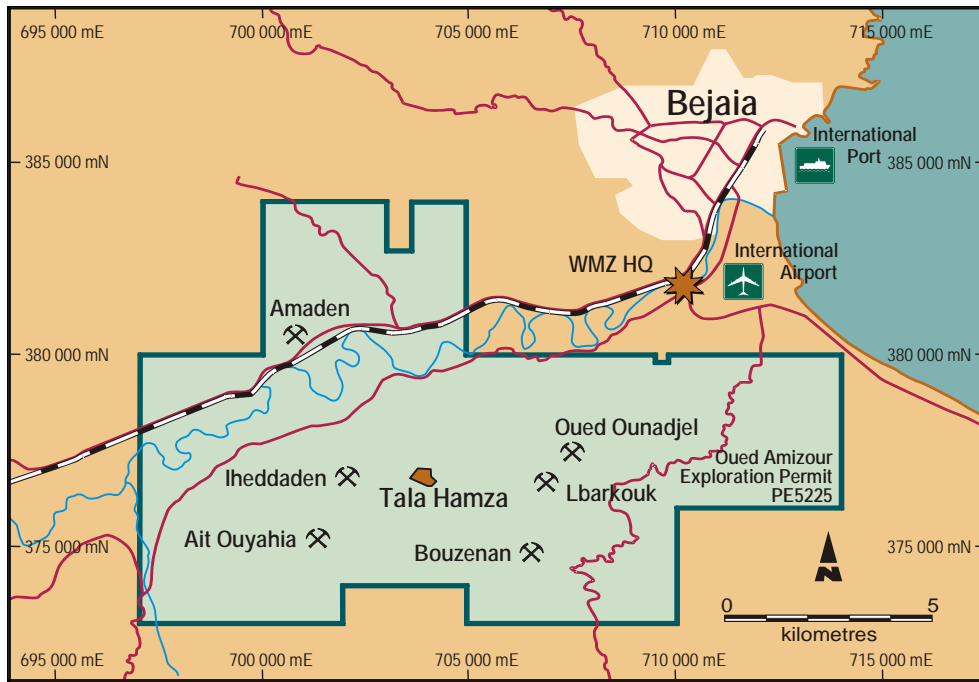 695 000 mE
700 000 mE
705 000 mE
710 000 mE
715 000 mE
Bejaia
International
Port
385 000 mN
385 000 mN
WMZ HQ
International
Airport
Amaden
380 000 mN
380 000 mN
Oued Ounadjel
Oued Amizour
Exploration Permit
PE5225
Iheddaden
Tala Hamza
Lbarkouk
Ait Ouyahia
Bouzenan
375 000 mN
375 000 mN
N
0
5
kilometres
695 000 mE
700 000 mE
705 000 mE
710 000 mE
715 000 mE